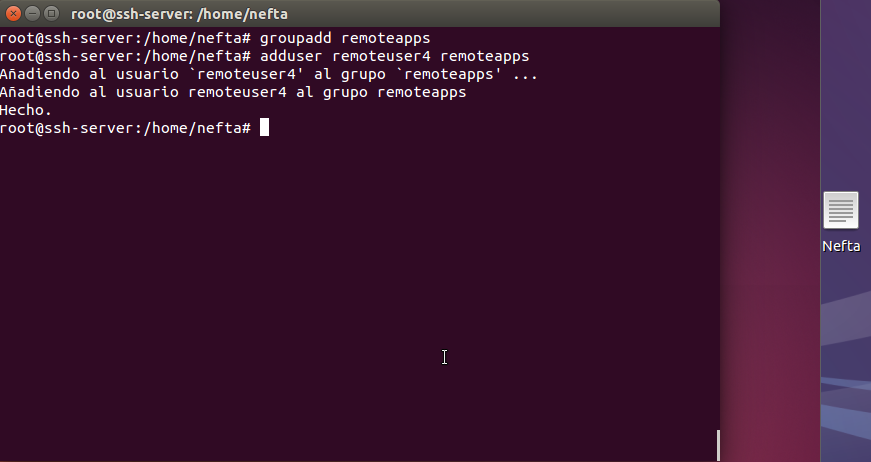 root@ssh-server: /home/nefta
root@ssh-server:/home/nefta# groupadd remoteapps
root@ssh-server:/home/nefta# adduser remoteuser4 remoteapps
Añadiendo al usuario `remoteuser4' al grupo `remoteapps' ...
Añadiendo al usuario remoteuser4 al grupo remoteapps
Hecho.
root@ssh-server:/home/nefta#
Nefta